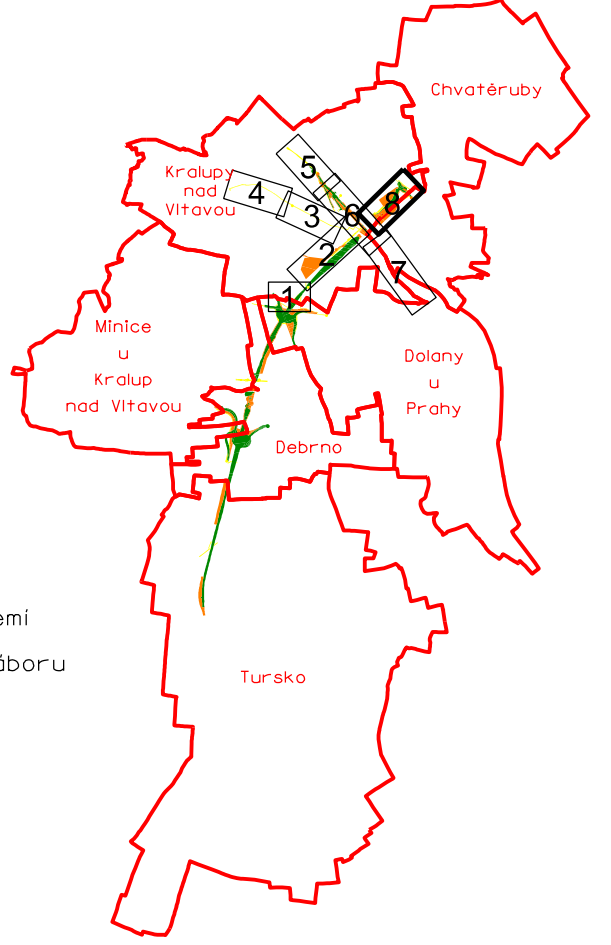 Chvatěruby
5
Kralupy
nad
Vltavou
4
3
6
8
2
7
1
Minice
u
Kralup
nad Vltavou
Dolany
u
Prahy
Debrno
emí
áboru
Tursko